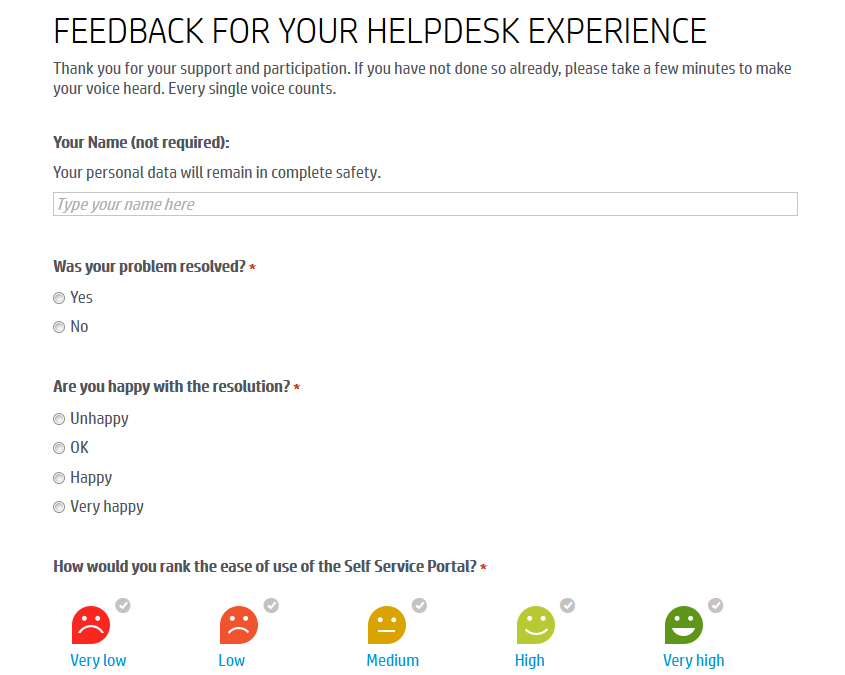 FEEDBACK FOR YOUR HELPDESK EXPERIENCE
Thank you for your support and participation. If you have not done so already, please take a few minutes to make
your voice heard. Every single voice counts.
Your Name (not required):
Your personal data will remain in complete safety.
Type your name here
Was your problem resolved? *
Yes
No
Are you happy with the resolution? *
Unhappy
OK
Happy
Very happy
How would you rank the ease of use of the Self Service Portal? *
Very low Low Medium High Very high